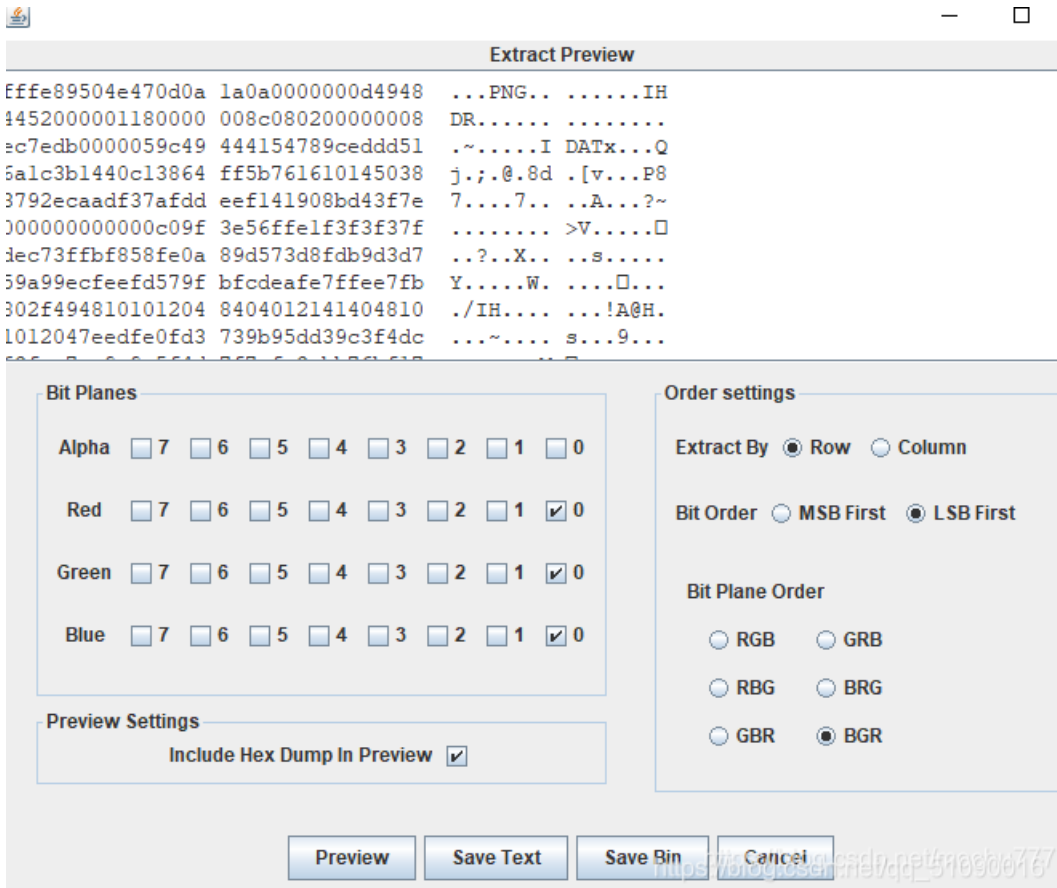 Extract Preview
fffe89504e470d0a 1a0a0000000d4948 ...PNG.. ......IH
4452000001180000 008c080200000008 DR...... ........
ec7edb0000059c49 444154789ceddd51 .~.....I DATx...Q
6a1c3b1440c13864 ff5b761610145038 j.;.@.8d .[v...P8
3792ecaadf37afdd eef141908bd43f7e 7....7.. ..A...?~
000000000000c09f 3e56ffe1f3f3f37f ........ >V.....□
dec73ffbf858fe0a 89d573d8fdb9d3d7 ..?..X.. ..s.....
59a99ecfeefd579f bfcdeafe7ffee7fb Y.....W. ....□...
802f494810101204 8404012141404810 ./IH.... ...!A@H.
1012047eedfe0fd3 739b95dd39c3f4dc ...~.... s...9...
Bit Planes
Order settings
Alpha 7 6 5 4 3 2 1 0
Extract By Row Column
Red 7 6 5 4 3 2 1 0
Bit Order MSB First LSB First
Green 7 6 5 4 3 2 1 0
Bit Plane Order
Blue 7 6 5 4 3 2 1 0
RGB GRB
RBG BRG
Preview Settings
GBR BGR
Include Hex Dump In Preview
Preview Save Text Save Bin Cancel